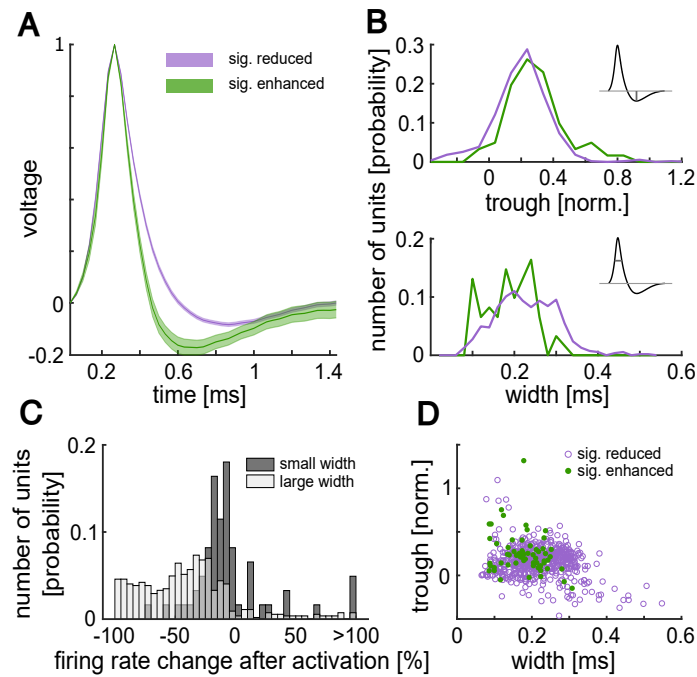 A
1
sig. reduced
sig. enhanced
voltage
0
-0.2
0.2 0.6 1 1.4
time [ms]
B
number of units [probability]
0.3
0.2
0.1
0
0 0.4 0.8 1.2
trough [norm.]
0.2
0.1
0
0 0.2 0.4 0.6
width [ms]
C
number of units
[probability]
0.2
0.1
0
small width
large width
-100 -50 0 50 >100
firing rate change after activation [%]
D
sig. reduced
sig. enhanced
trough [norm.]
1
0
0 0.2 0.4 0.6
width [ms]